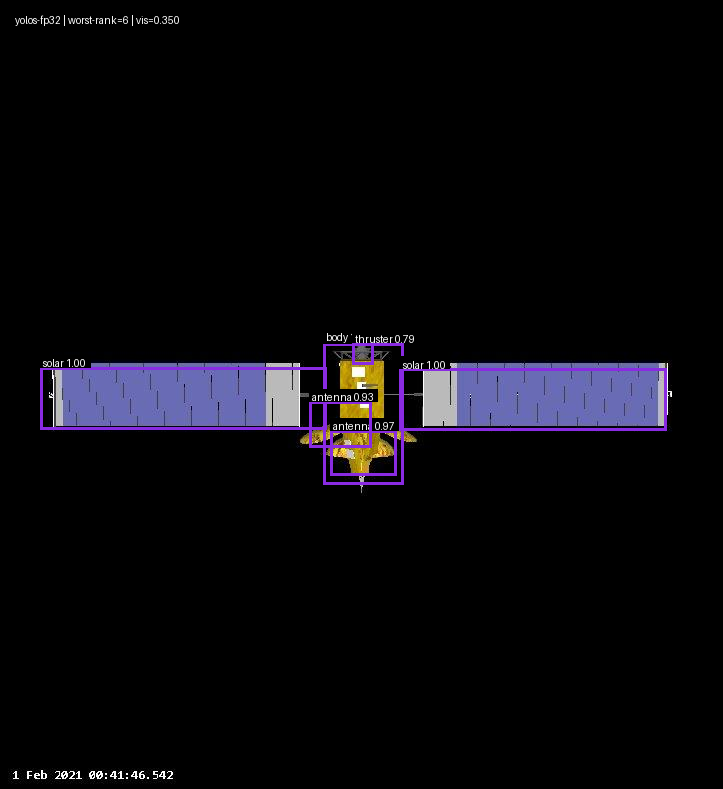 yolos-fp32 | worst-rank=6 | vis=0.350
body
thruster 0.79
solar 1.00
solar 1.00
antenna 0.93
antenna 0.97
1 Feb 2021 00:41:46.542